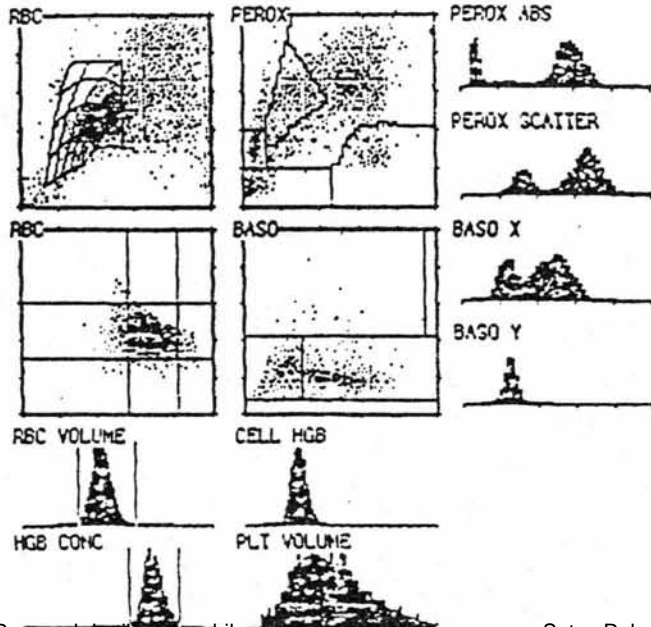 RBC
PEROX
PEROX ABS
PEROX SCATTER
RBC
BASO
BASO X
BASO Y
RBC VOLUME
CELL HGB
HGB CONC
PLT VOLUME